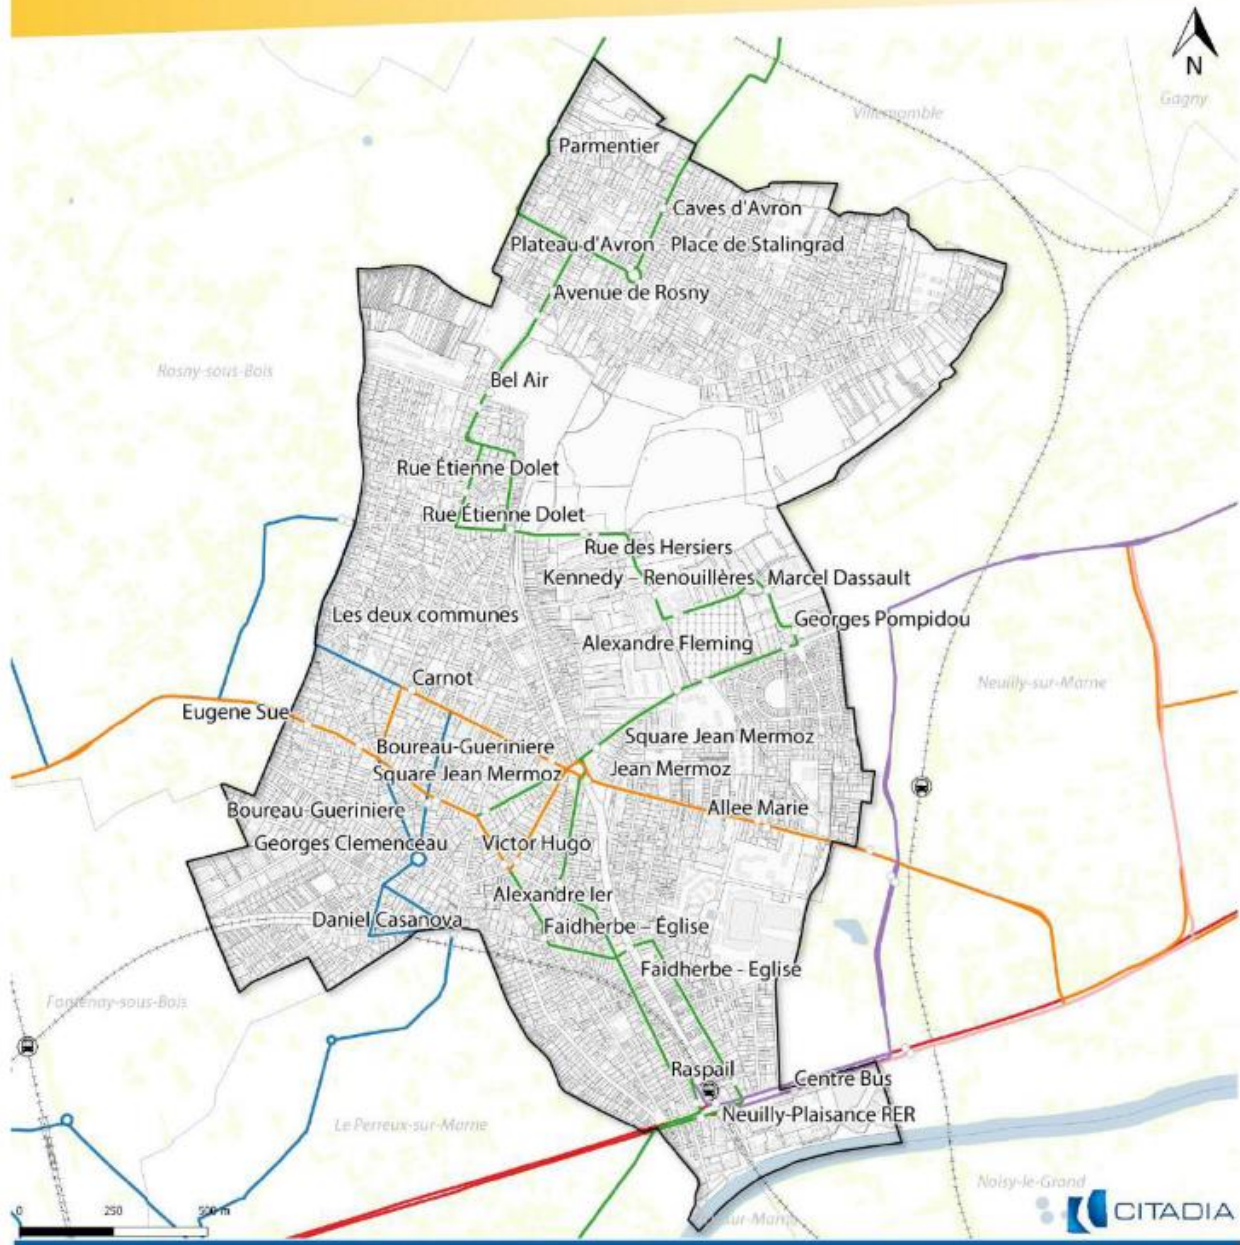 N
Gagny
Villemomble
Parmentier
Caves d'Avron
Plateau d'Avron - Place de Stalingrad
Avenue de Rosny
Rosny-sous-Bois
Bel Air
Rue Étienne Dolet
Rue Étienne Dolet
Rue des Hersiers
Kennedy – Renouillères
Marcel Dassault
Les deux communes
Georges Pompidou
Alexandre Fleming
Carnot
Neuilly-sur-Marne
Eugene Sue
Square Jean Mermoz
Boureau-Gueriniere
Square Jean Mermoz
Jean Mermoz
Boureau-Gueriniere
Allee Marie
Georges Clemenceau
Victor Hugo
Alexandre Ier
Daniel Casanova
Faidherbe – Église
Faidherbe - Eglise
Fontenay-sous-Bois
Raspail
Centre Bus
Neuilly-Plaisance RER
Le Perreux-sur-Marne
Noisy-le-Grand
0 250 500 m
sur-Marne
CITADIA